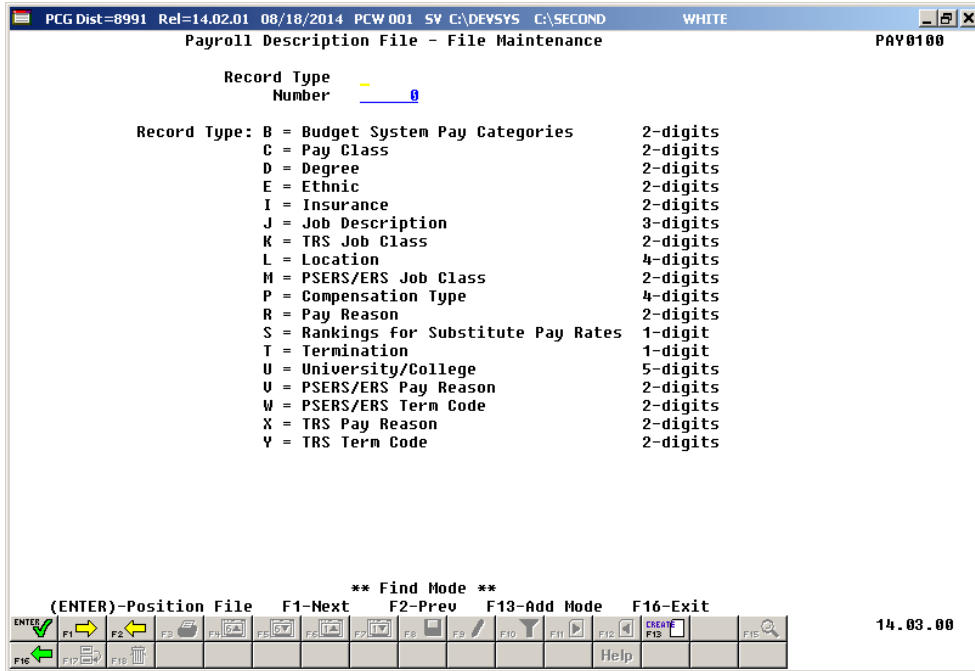 PCG Dist=8991 Rel=14.02.01 08/18/2014 PCW 001 SV C:\DEVSYS C:\SECOND WHITE
Payroll Description File - File Maintenance PAY0100
Record Type _
Number 0
Record Type: B = Budget System Pay Categories 2-digits
C = Pay Class 2-digits
D = Degree 2-digits
E = Ethnic 2-digits
I = Insurance 2-digits
J = Job Description 3-digits
K = TRS Job Class 2-digits
L = Location 4-digits
M = PSERS/ERS Job Class 2-digits
P = Compensation Type 4-digits
R = Pay Reason 2-digits
S = Rankings for Substitute Pay Rates 1-digit
T = Termination 1-digit
U = University/College 5-digits
V = PSERS/ERS Pay Reason 2-digits
W = PSERS/ERS Term Code 2-digits
X = TRS Pay Reason 2-digits
Y = TRS Term Code 2-digits
** Find Mode **
(ENTER)-Position File F1-Next F2-Prev F13-Add Mode F16-Exit
ENTER F1 F2 F3 F4 6 F5 6 F6 1 F7 1 F8 F9 F10 F11 F12 CREATE F13 F15 14.03.00
F16 F17 F18 Help